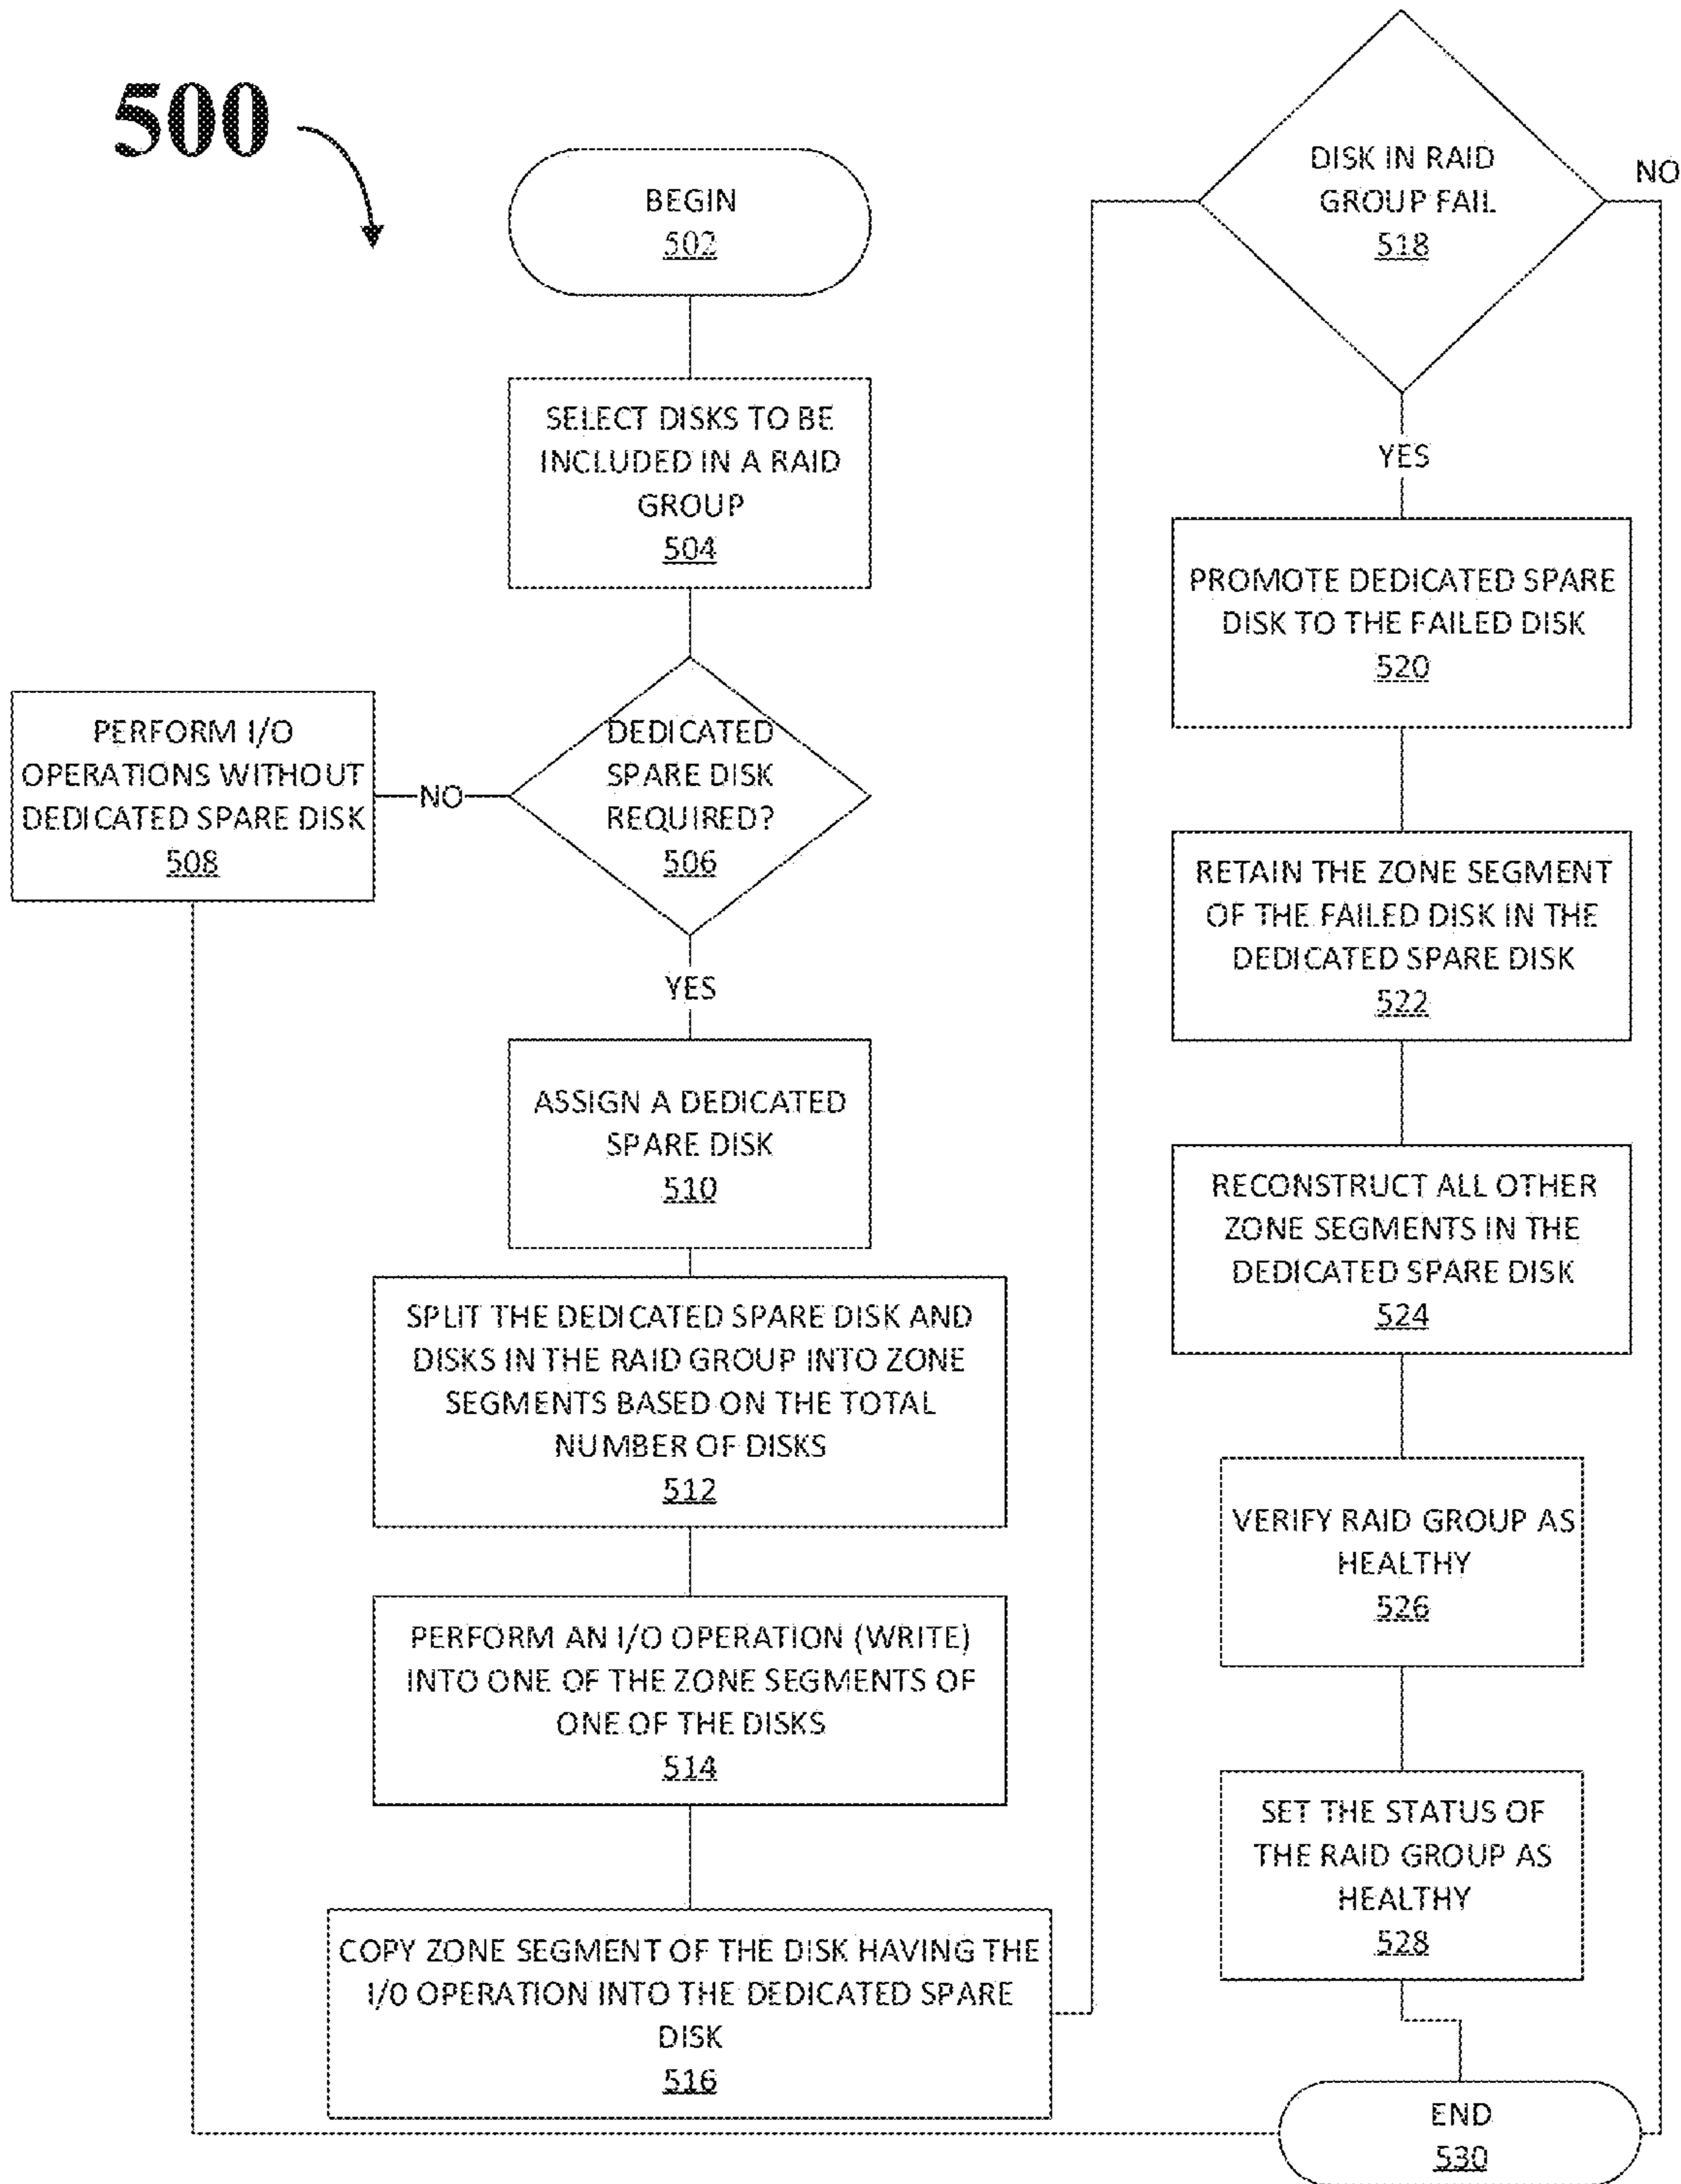 500
BEGIN
502
SELECT DISKS TO BE
INCLUDED IN A RAID
GROUP
504
DEDICATED
SPARE DISK
REQUIRED?
506
NO
PERFORM I/O
OPERATIONS WITHOUT
DEDICATED SPARE DISK
508
YES
ASSIGN A DEDICATED
SPARE DISK
510
SPLIT THE DEDICATED SPARE DISK AND
DISKS IN THE RAID GROUP INTO ZONE
SEGMENTS BASED ON THE TOTAL
NUMBER OF DISKS
512
PERFORM AN I/O OPERATION (WRITE)
INTO ONE OF THE ZONE SEGMENTS OF
ONE OF THE DISKS
514
COPY ZONE SEGMENT OF THE DISK HAVING THE
I/O OPERATION INTO THE DEDICATED SPARE
DISK
516
DISK IN RAID
GROUP FAIL
518
NO
YES
PROMOTE DEDICATED SPARE
DISK TO THE FAILED DISK
520
RETAIN THE ZONE SEGMENT
OF THE FAILED DISK IN THE
DEDICATED SPARE DISK
522
RECONSTRUCT ALL OTHER
ZONE SEGMENTS IN THE
DEDICATED SPARE DISK
524
VERIFY RAID GROUP AS
HEALTHY
526
SET THE STATUS OF
THE RAID GROUP AS
HEALTHY
528
END
530